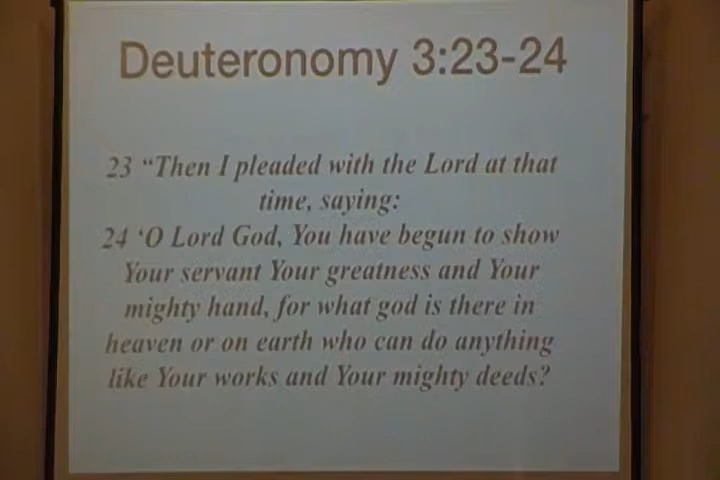 Deuteronomy 3:23-24
23 “Then I pleaded with the Lord at that
time, saying:
24 ‘O Lord God, You have begun to show
Your servant Your greatness and Your
mighty hand, for what god is there in
heaven or on earth who can do anything
like Your works and Your mighty deeds?